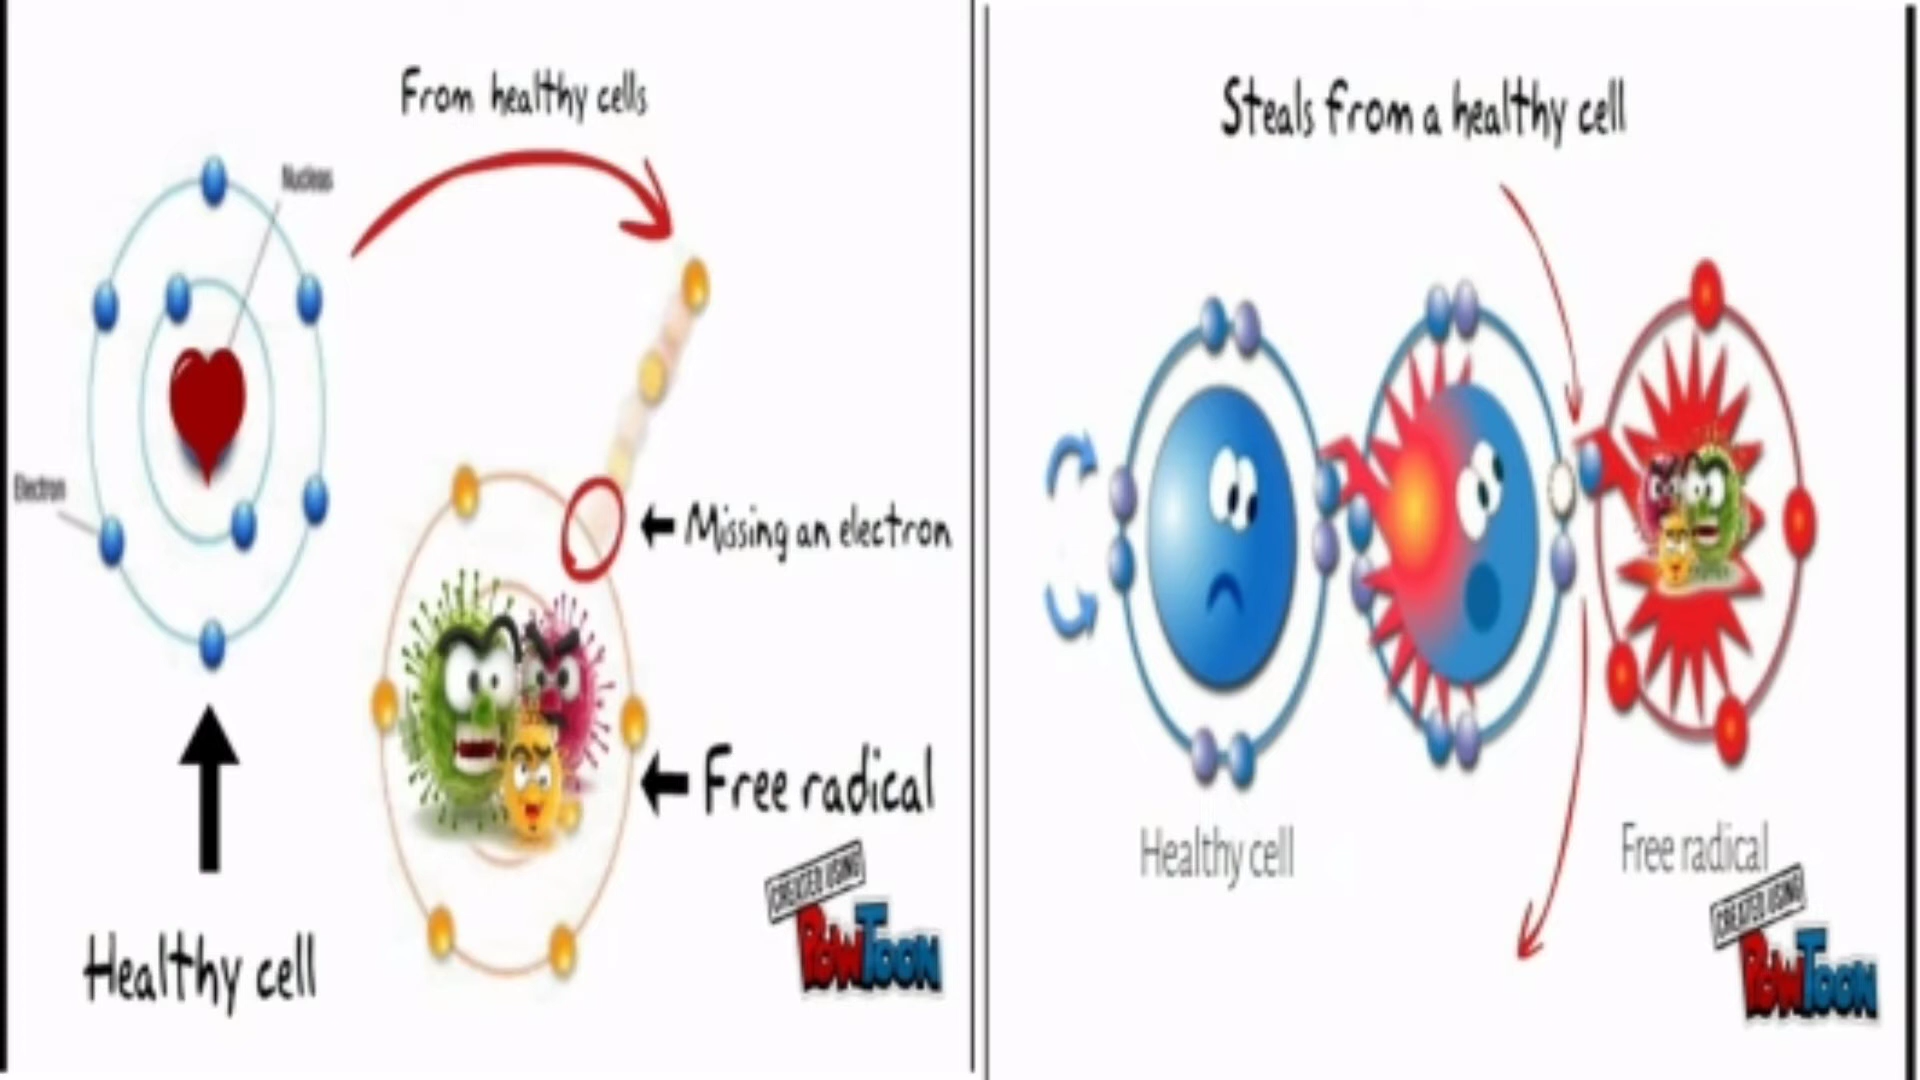 From healthy cells
Nucleus
Electron
Missing an electron
Free radical
Healthy cell
CREATED USING
POWTOON
Steals from a healthy cell
Healthy cell
Free radical
CREATED USING
POWTOON